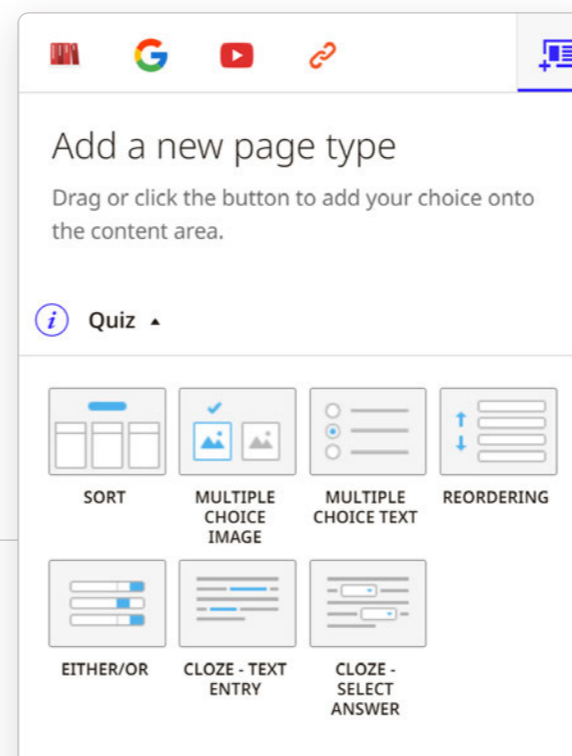 Add a new page type
Drag or click the button to add your choice onto
the content area.
i Quiz
SORT
MULTIPLE
CHOICE
IMAGE
MULTIPLE
CHOICE TEXT
REORDERING
EITHER/OR
CLOZE - TEXT
ENTRY
CLOZE -
SELECT
ANSWER